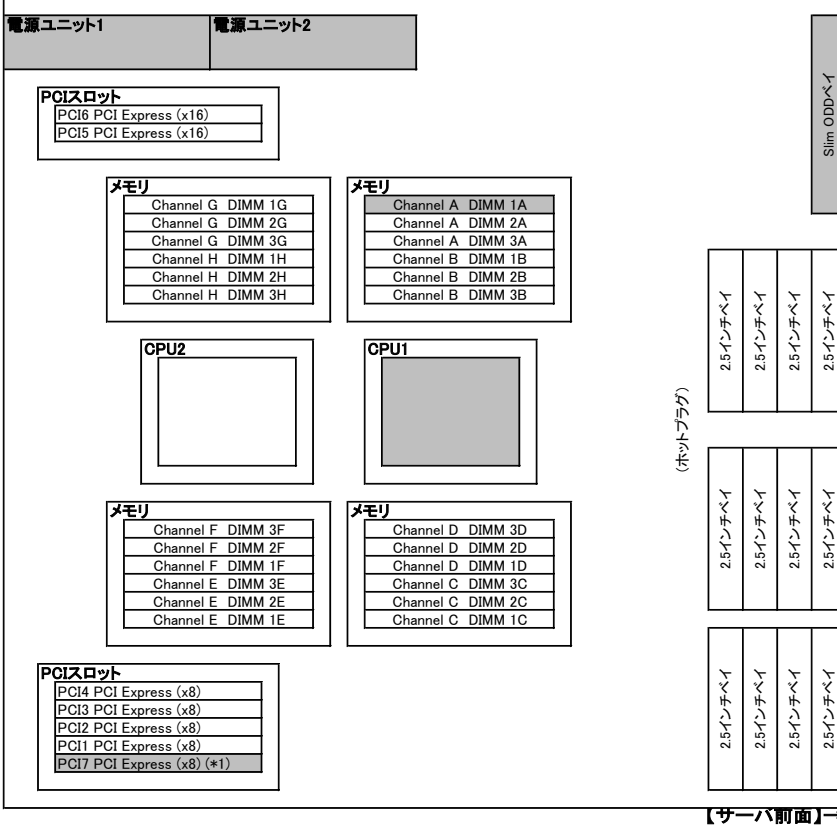 電源ユニット1
電源ユニット2
Slim ODDベイ
PCIスロット
PCI6 PCI Express (x16)
PCI5 PCI Express (x16)
メモリ
Channel G DIMM 1G
Channel G DIMM 2G
Channel G DIMM 3G
Channel H DIMM 1H
Channel H DIMM 2H
Channel H DIMM 3H
メモリ
Channel A DIMM 1A
Channel A DIMM 2A
Channel A DIMM 3A
Channel B DIMM 1B
Channel B DIMM 2B
Channel B DIMM 3B
2.5インチベイ
2.5インチベイ
2.5インチベイ
2.5インチベイ
CPU2
CPU1
(ホットプラグ)
2.5インチベイ
2.5インチベイ
2.5インチベイ
2.5インチベイ
メモリ
Channel F DIMM 3F
Channel F DIMM 2F
Channel F DIMM 1F
Channel E DIMM 3E
Channel E DIMM 2E
Channel E DIMM 1E
メモリ
Channel D DIMM 3D
Channel D DIMM 2D
Channel D DIMM 1D
Channel C DIMM 3C
Channel C DIMM 2C
Channel C DIMM 1C
2.5インチベイ
2.5インチベイ
2.5インチベイ
2.5インチベイ
PCIスロット
PCI4 PCI Express (x8)
PCI3 PCI Express (x8)
PCI2 PCI Express (x8)
PCI1 PCI Express (x8)
PCI7 PCI Express (x8) (*1)
【サーバ前面】